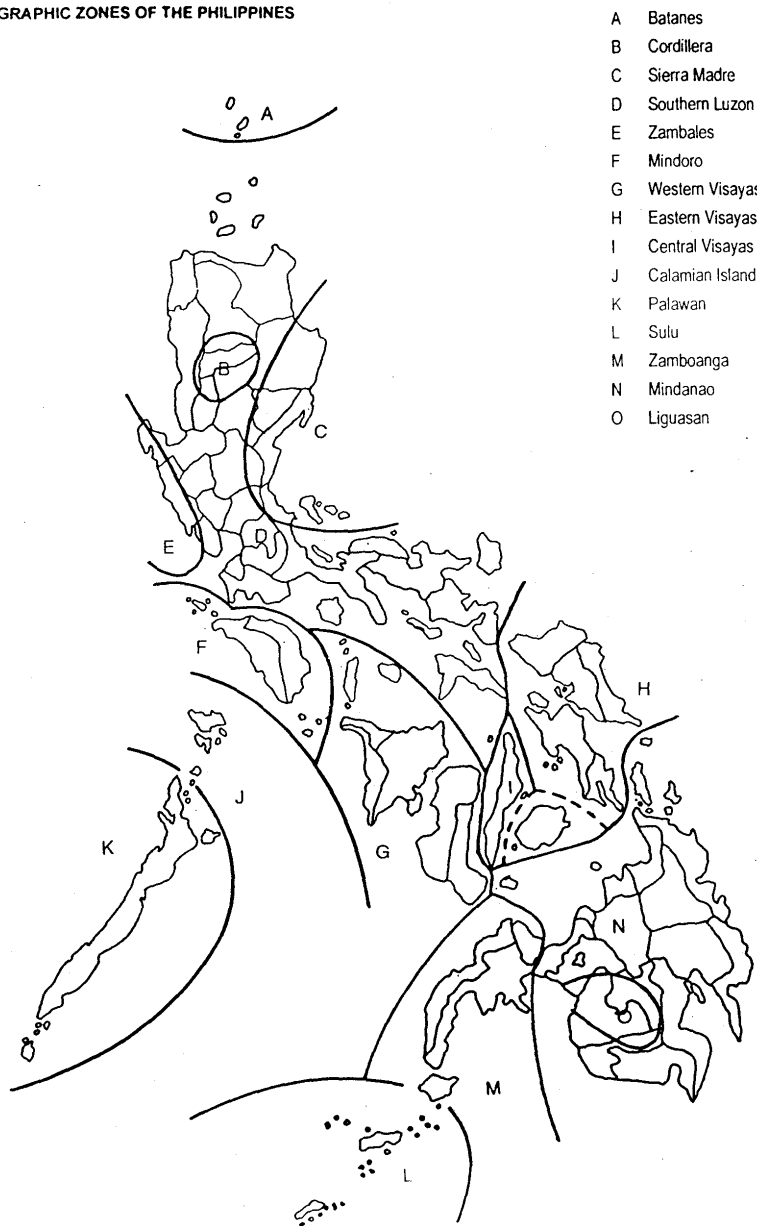 GRAPHIC ZONES OF THE PHILIPPINES
A Batanes
B Cordillera
C Sierra Madre
D Southern Luzon
E Zambales
F Mindoro
G Western Visayas
H Eastern Visayas
I Central Visayas
J Calamian Island
K Palawan
L Sulu
M Zamboanga
N Mindanao
O Liguasan
A
B
C
E
D
F
H
G
J
I
K
G
N
O
M
L